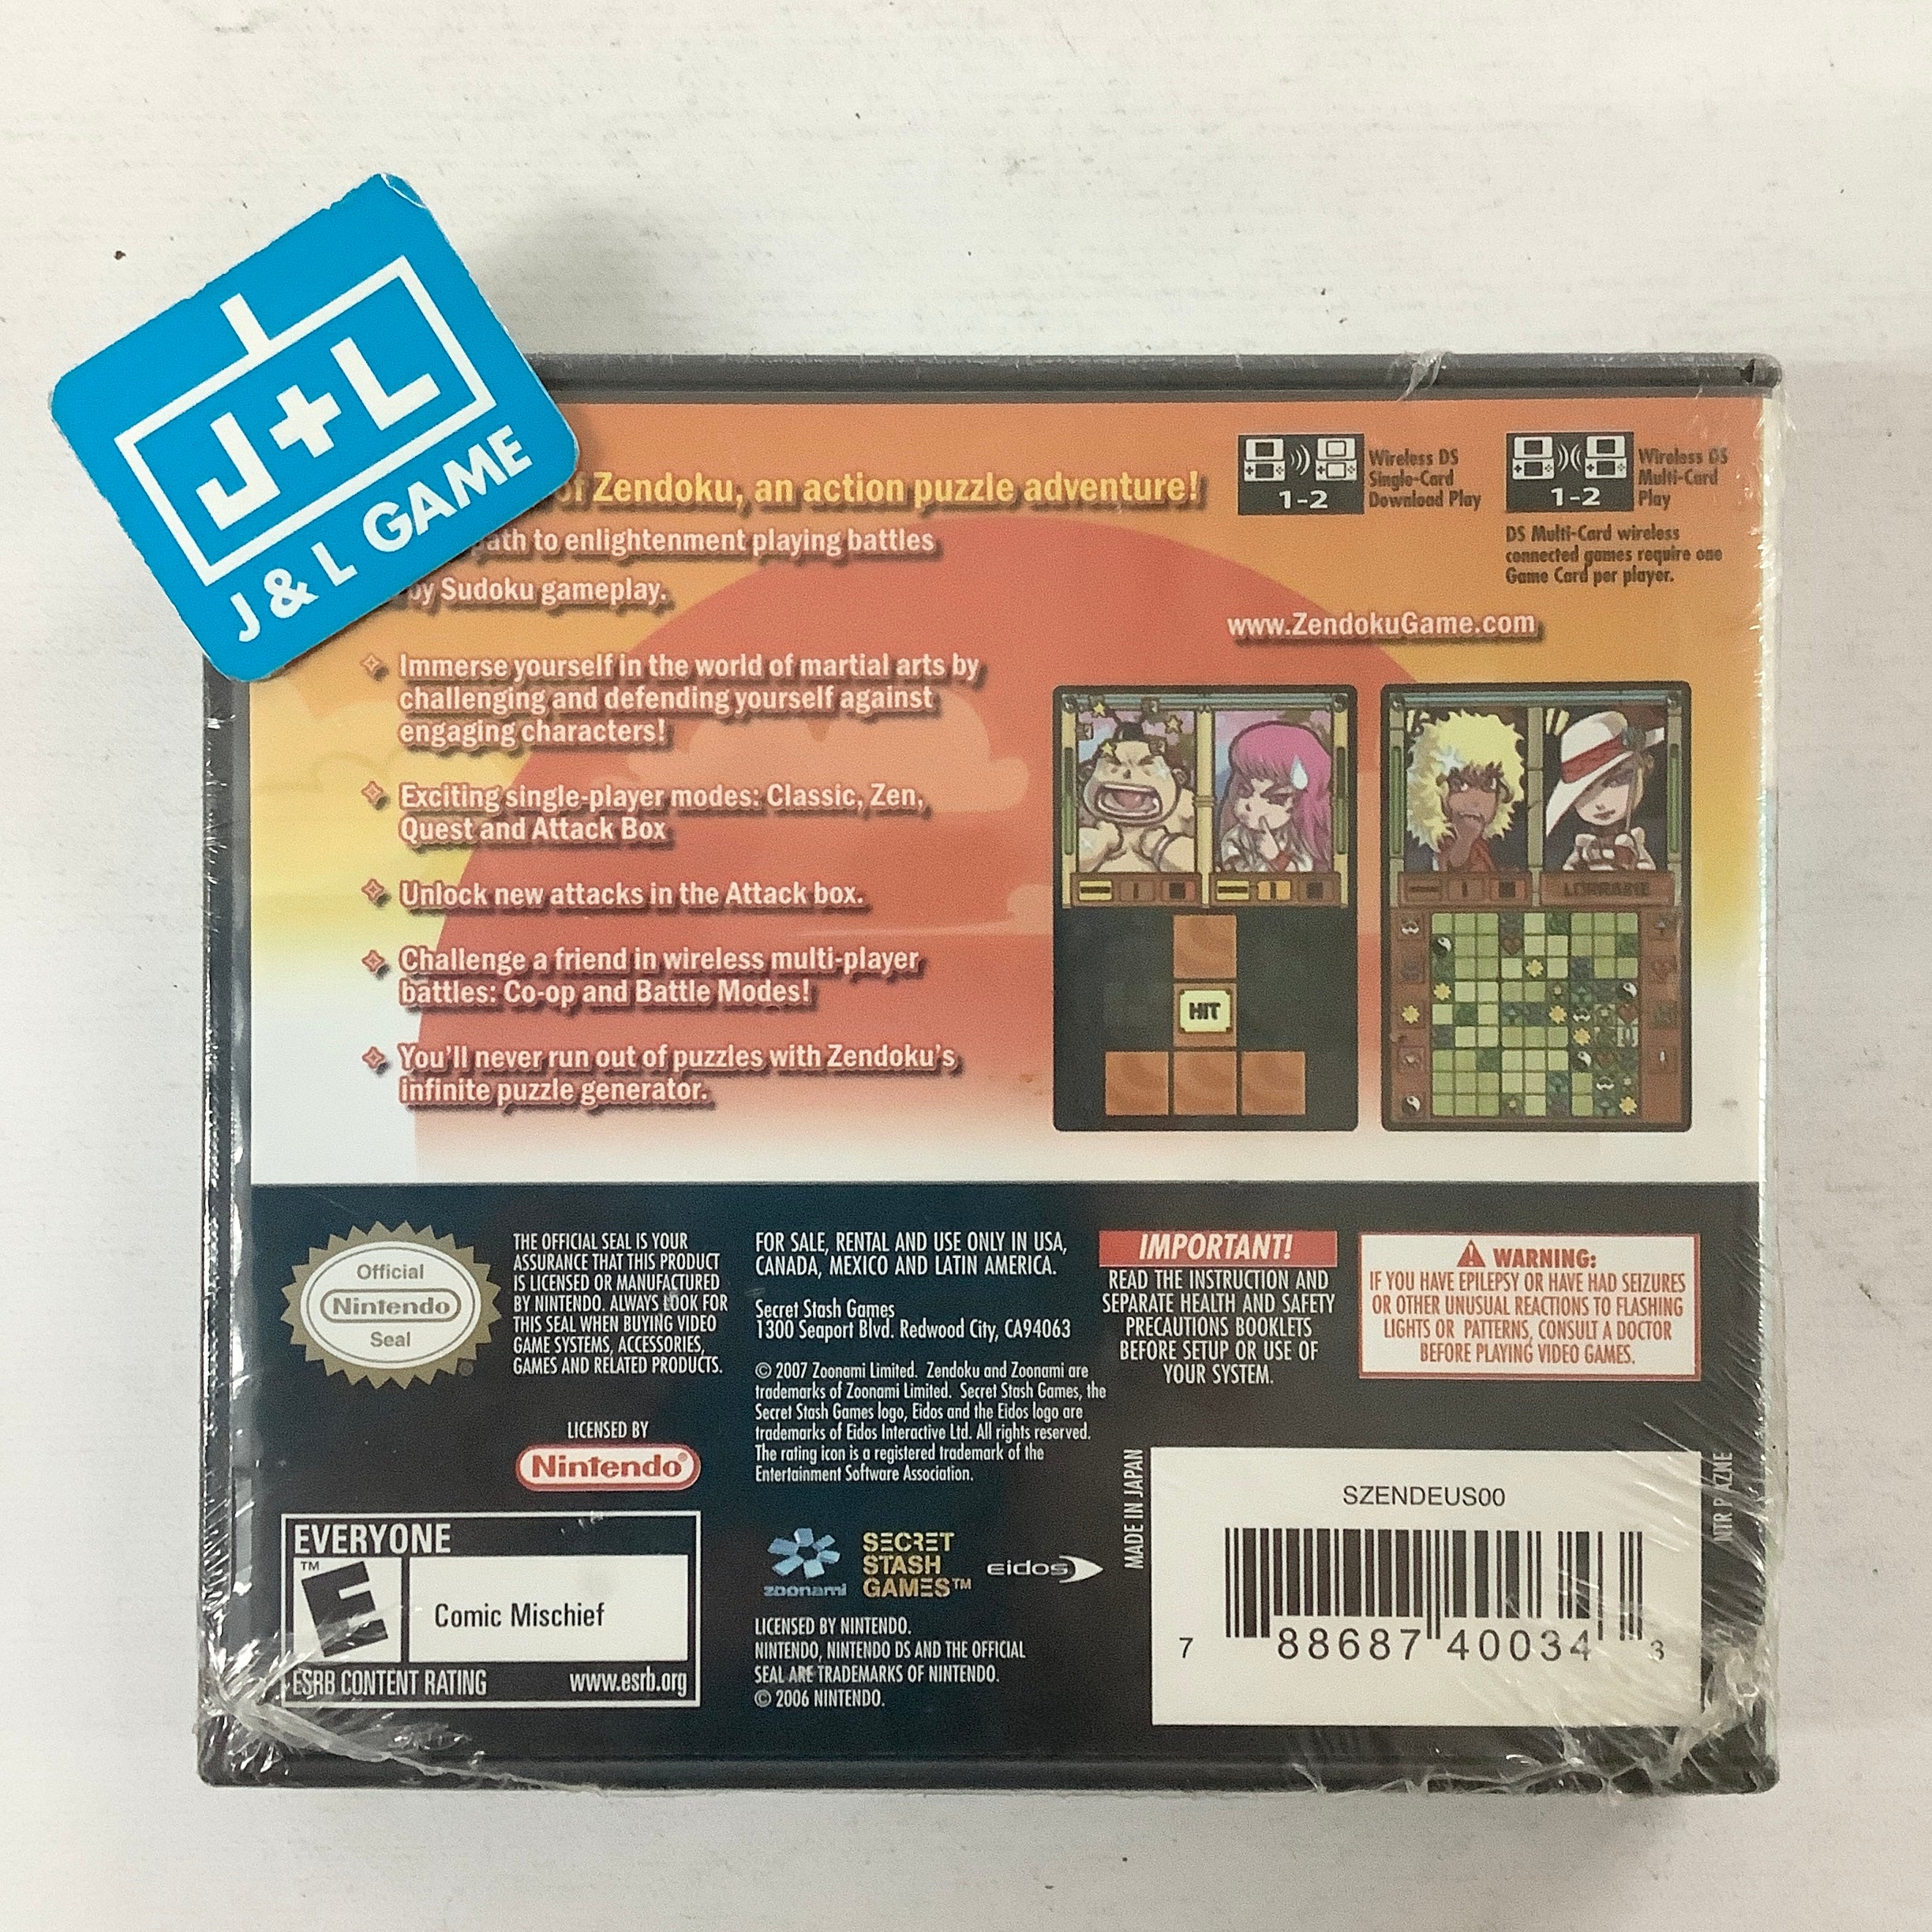 J+L
J & L GAME
of Zendoku, an action puzzle adventure!
path to enlightenment playing battles
by Sudoku gameplay.
Immerse yourself in the world of martial arts by
challenging and defending yourself against
engaging characters!
Exciting single-player modes: Classic, Zen,
Quest and Attack Box
Unlock new attacks in the Attack box.
Challenge a friend in wireless multi-player
battles: Co-op and Battle Modes!
You'll never run out of puzzles with Zendoku's
infinite puzzle generator.
1-2
Wireless DS
Single-Card
Download Play
1-2
Wireless DS
Multi-Card
Play
DS Multi-Card wireless
connected games require one
Game Card per player.
www.ZendokuGame.com
HIT
LORRAINE
Official
Nintendo
Seal
THE OFFICIAL SEAL IS YOUR
ASSURANCE THAT THIS PRODUCT
IS LICENSED OR MANUFACTURED
BY NINTENDO. ALWAYS LOOK FOR
THIS SEAL WHEN BUYING VIDEO
GAME SYSTEMS, ACCESSORIES,
GAMES AND RELATED PRODUCTS.
LICENSED BY
Nintendo®
EVERYONE
E™
Comic Mischief
ESRB CONTENT RATING www.esrb.org
FOR SALE, RENTAL AND USE ONLY IN USA,
CANADA, MEXICO AND LATIN AMERICA.
Secret Stash Games
1300 Seaport Blvd. Redwood City, CA94063
© 2007 Zoonami Limited. Zendoku and Zoonami are
trademarks of Zoonami Limited. Secret Stash Games, the
Secret Stash Games logo, Eidos and the Eidos logo are
trademarks of Eidos Interactive Ltd. All rights reserved.
The rating icon is a registered trademark of the
Entertainment Software Association.
zoonami
SECRET
STASH
GAMES™
eidos
LICENSED BY NINTENDO.
NINTENDO, NINTENDO DS AND THE OFFICIAL
SEAL ARE TRADEMARKS OF NINTENDO.
© 2006 NINTENDO.
IMPORTANT!
READ THE INSTRUCTION AND
SEPARATE HEALTH AND SAFETY
PRECAUTIONS BOOKLETS
BEFORE SETUP OR USE OF
YOUR SYSTEM.
WARNING:
IF YOU HAVE EPILEPSY OR HAVE HAD SEIZURES
OR OTHER UNUSUAL REACTIONS TO FLASHING
LIGHTS OR PATTERNS, CONSULT A DOCTOR
BEFORE PLAYING VIDEO GAMES.
MADE IN JAPAN
SZENDEUS00
7 88687 40034 3